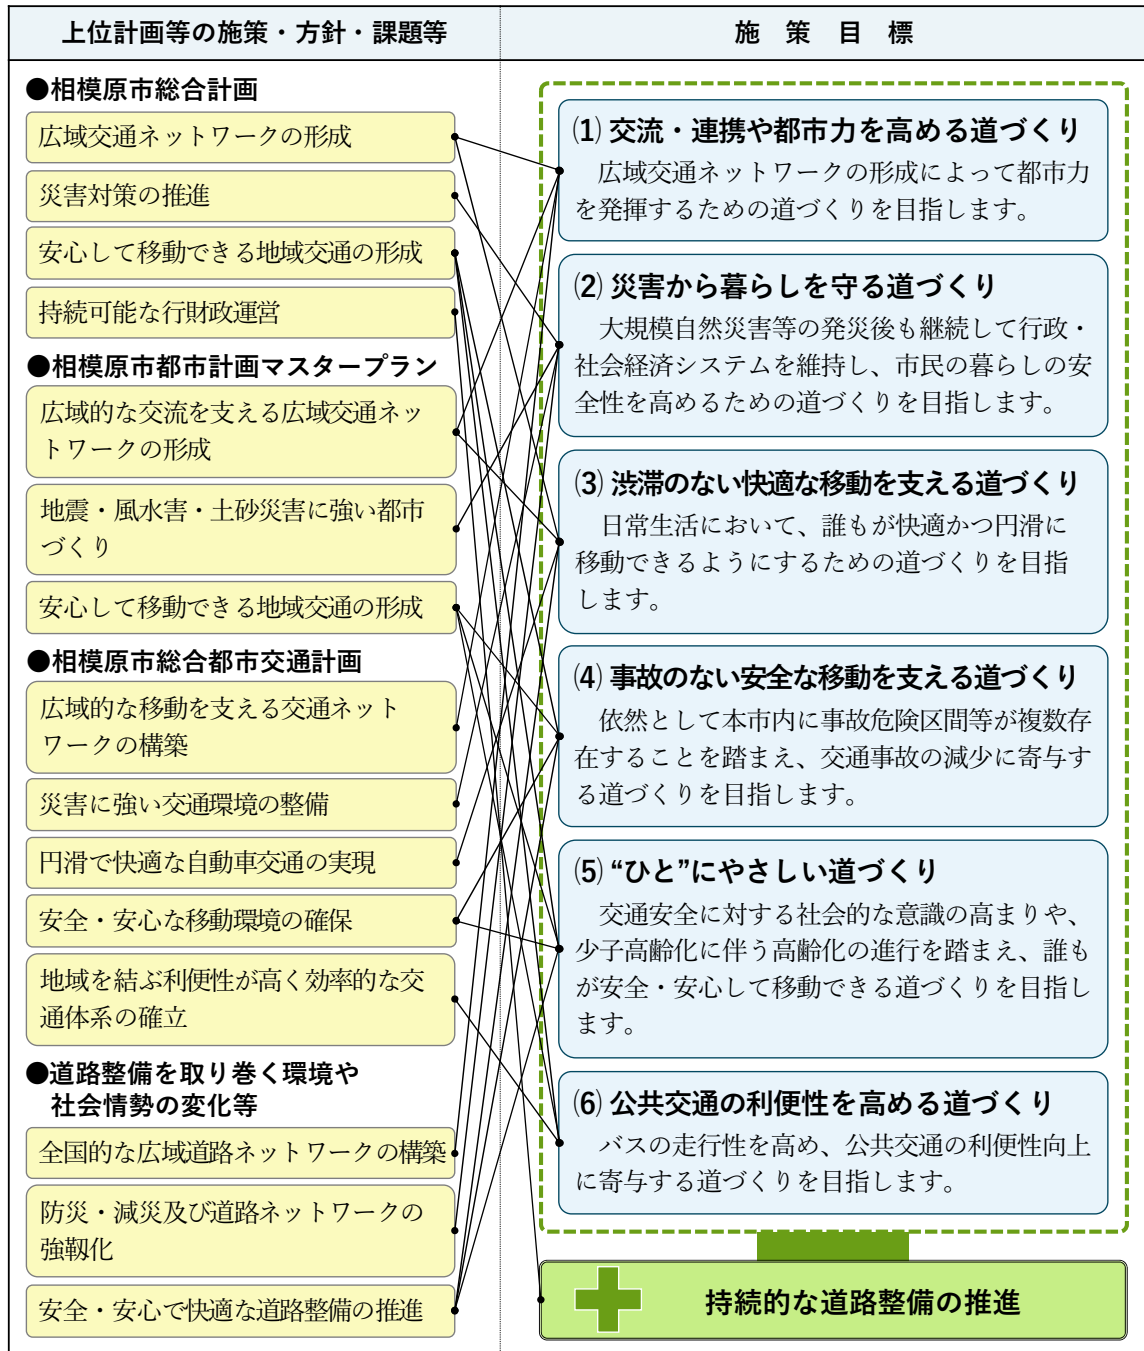 上位計画等の施策・方針・課題等
施　策　目　標
●相模原市総合計画
広域交通ネットワークの形成
災害対策の推進
安心して移動できる地域交通の形成
持続可能な行財政運営
●相模原市都市計画マスタープラン
広域的な交流を支える広域交通ネッ
トワークの形成
地震・風水害・土砂災害に強い都市
づくり
安心して移動できる地域交通の形成
●相模原市総合都市交通計画
広域的な移動を支える交通ネット
ワークの構築
災害に強い交通環境の整備
円滑で快適な自動車交通の実現
安全・安心な移動環境の確保
地域を結ぶ利便性が高く効率的な交
通体系の確立
●道路整備を取り巻く環境や
社会情勢の変化等
全国的な広域道路ネットワークの構築
防災・減災及び道路ネットワークの
強靱化
安全・安心で快適な道路整備の推進
⑴ 交流・連携や都市力を高める道づくり
広域交通ネットワークの形成によって都市力
を発揮するための道づくりを目指します。
⑵ 災害から暮らしを守る道づくり
大規模自然災害等の発災後も継続して行政・
社会経済システムを維持し、市民の暮らしの安
全性を高めるための道づくりを目指します。
⑶ 渋滞のない快適な移動を支える道づくり
日常生活において、誰もが快適かつ円滑に
移動できるようにするための道づくりを目指
します。
⑷ 事故のない安全な移動を支える道づくり
依然として本市内に事故危険区間等が複数存
在することを踏まえ、交通事故の減少に寄与す
る道づくりを目指します。
⑸ “ひと”にやさしい道づくり
交通安全に対する社会的な意識の高まりや、
少子高齢化に伴う高齢化の進行を踏まえ、誰も
が安全・安心して移動できる道づくりを目指し
ます。
⑹ 公共交通の利便性を高める道づくり
バスの走行性を高め、公共交通の利便性向上
に寄与する道づくりを目指します。
持続的な道路整備の推進